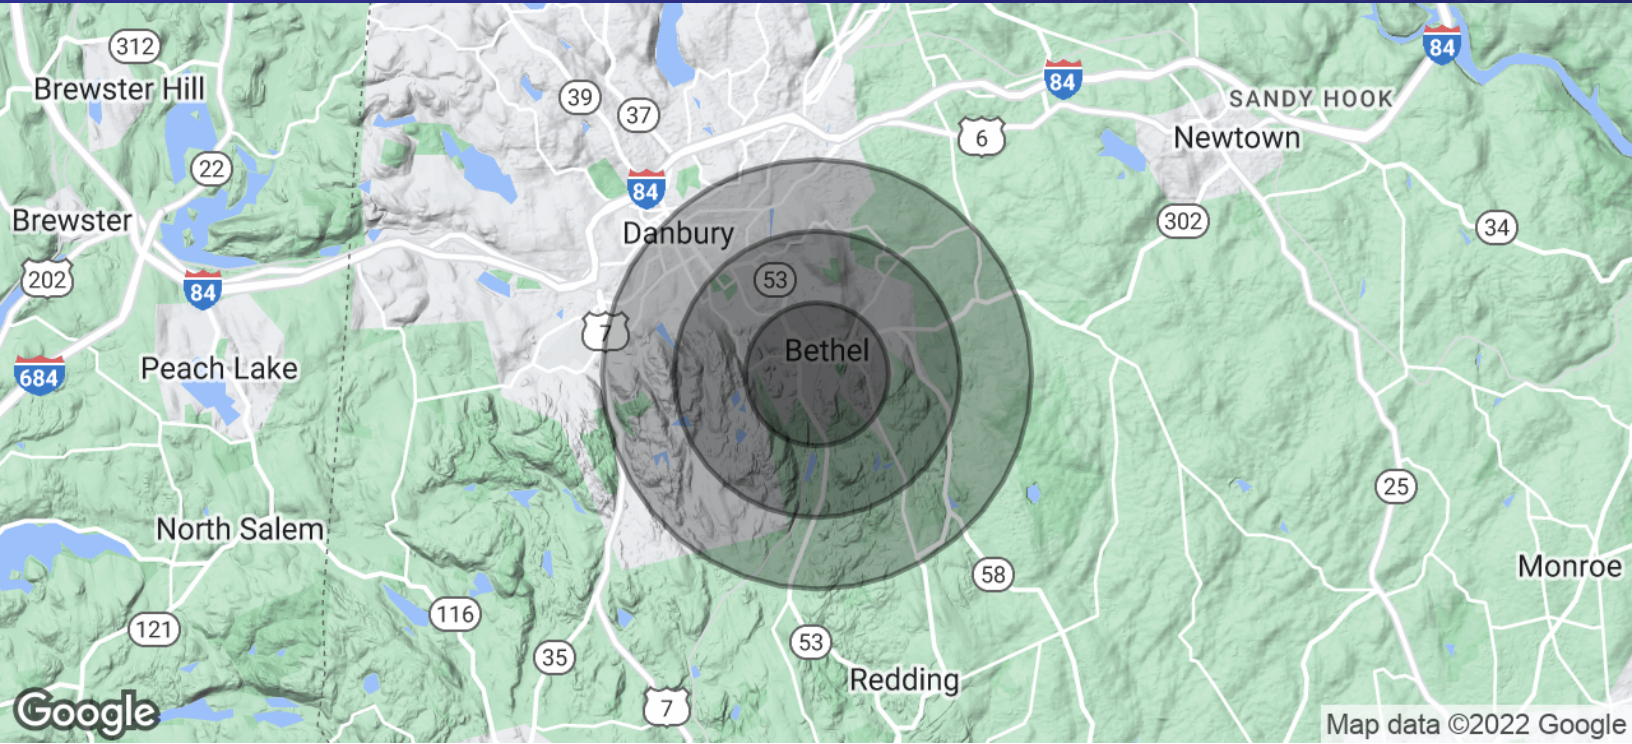 312
84
Brewster Hill
39
37
84
SANDY HOOK
6
Newtown
22
84
Brewster
Danbury
302
34
202
84
53
7
Bethel
684
Peach Lake
25
North Salem
58
Monroe
116
121
53
35
Redding
7
Google
Map data ©2022 Google